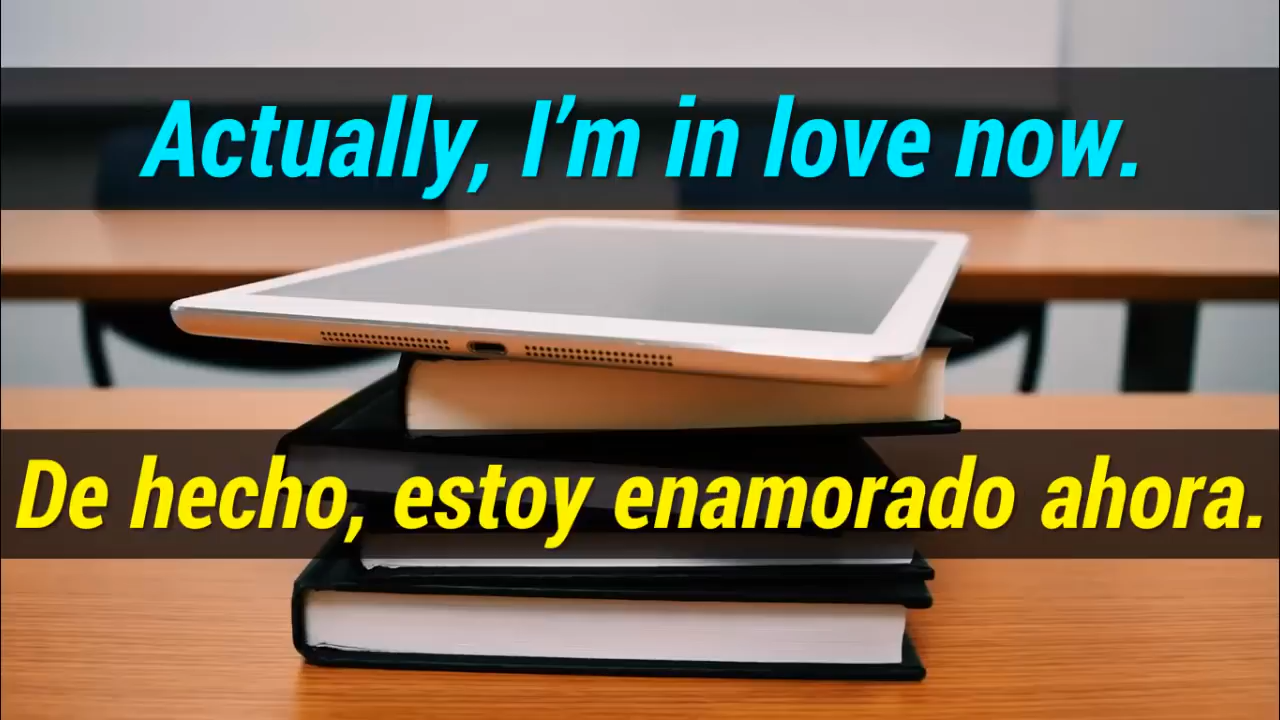 Actually, I’m in love now.
De hecho, estoy enamorado ahora.